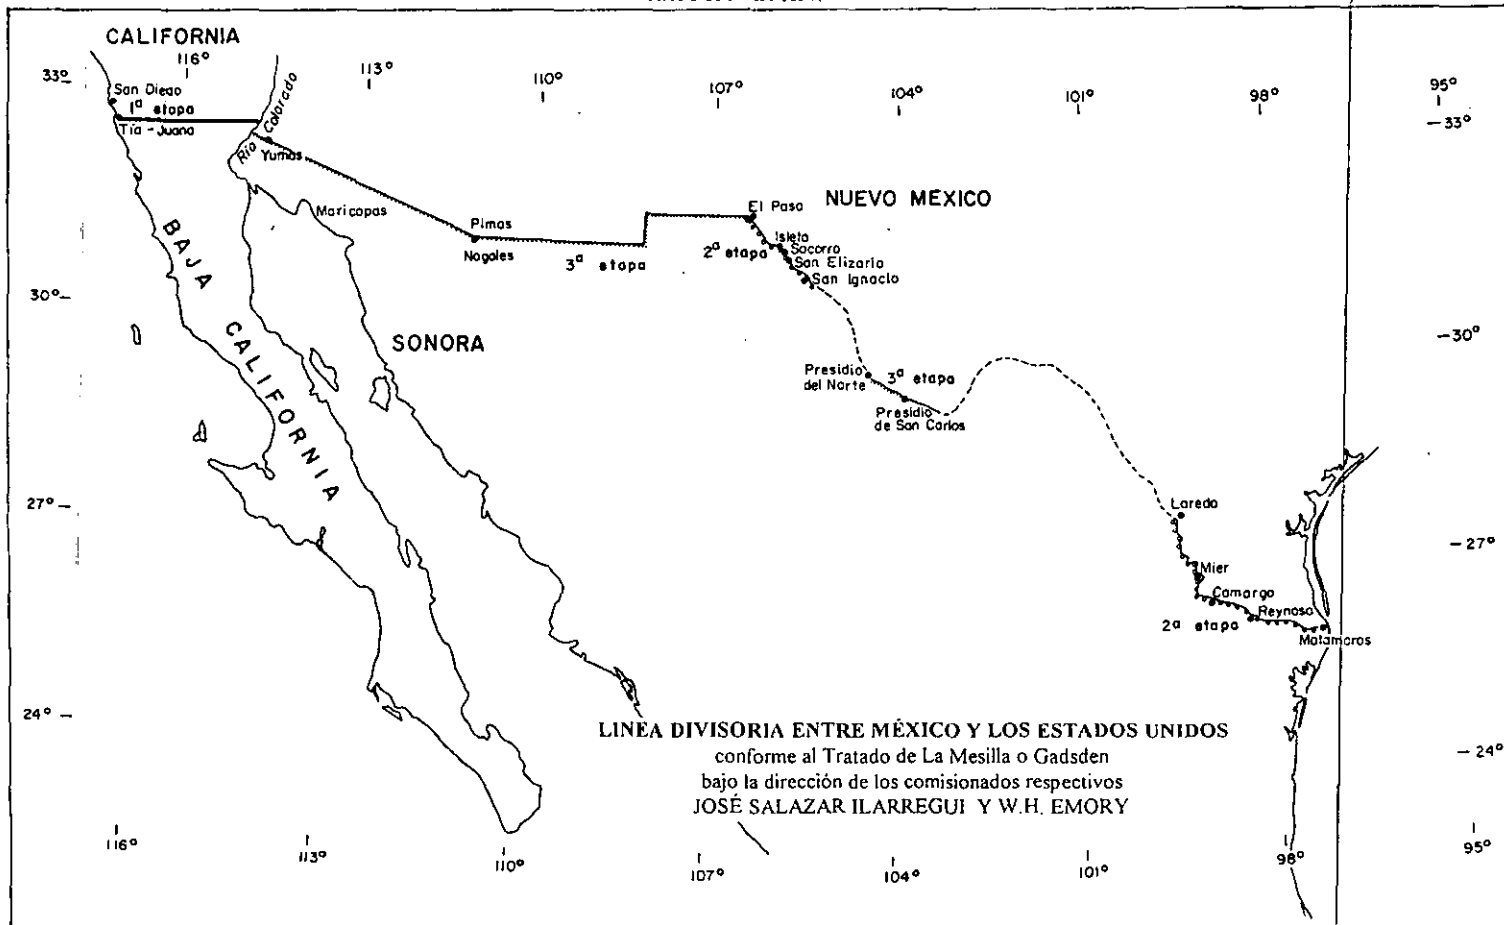 CALIFORNIA
116°
113°
110°
107°
104°
101°
98°
95°
33°
San Diego
1ª etapa
Tía-Juana
Río Colorado
Yumas
33°
Maricopas
Pimas
Nogales
3ª etapa
El Paso
NUEVO MEXICO
2ª etapa
Isleta
Socorro
San Elizario
San Ignacio
30°
30°
BAJA CALIFORNIA
SONORA
Presidio
del Norte
3ª etapa
Presidio
de San Carlos
27°
Laredo
27°
Mier
Camargo
Reynosa
2ª etapa
Matamoros
24°
24°
LINEA DIVISORIA ENTRE MÉXICO Y LOS ESTADOS UNIDOS
conforme al Tratado de La Mesilla o Gadsden
bajo la dirección de los comisionados respectivos
JOSÉ SALAZAR ILARREGUI Y W.H. EMORY
116°
113°
110°
107°
104°
101°
98°
95°